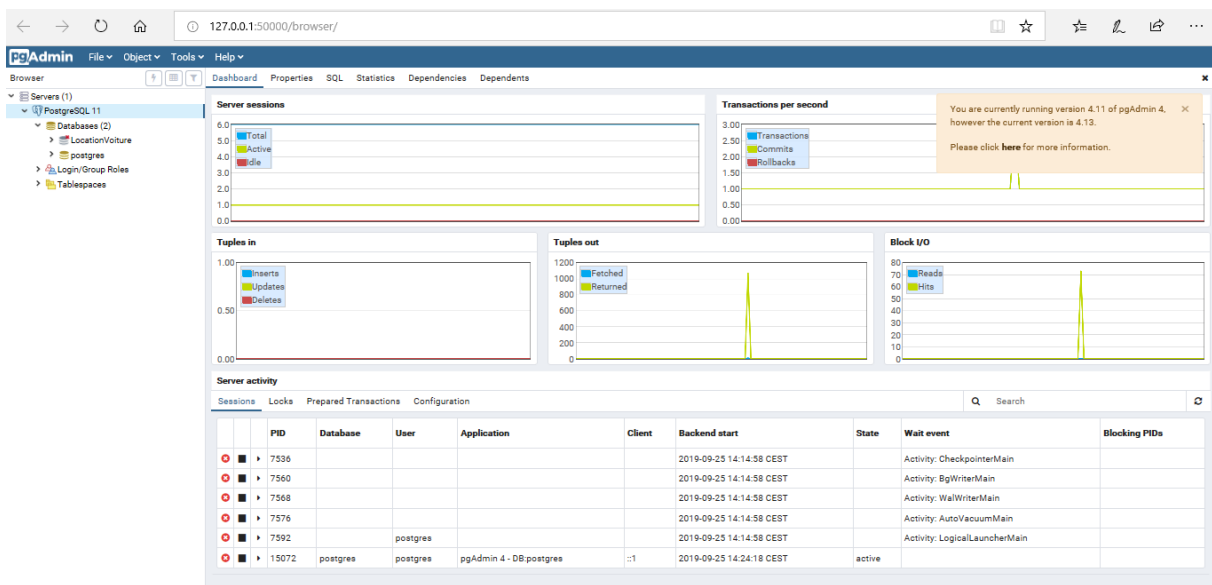 127.0.0.1:50000/browser/
pgAdmin File Object Tools Help
Browser Dashboard Properties SQL Statistics Dependencies Dependents
Servers (1)
PostgreSQL 11
Databases (2)
LocationVoiture
postgres
Login/Group Roles
Tablespaces
Server sessions
6.0
5.0
4.0
3.0
2.0
1.0
0.0
Total
Active
Idle
Transactions per second
3.00
2.50
2.00
1.50
1.00
0.50
0.00
Transactions
Commits
Rollbacks
You are currently running version 4.11 of pgAdmin 4,
however the current version is 4.13.
Please click here for more information.
Tuples in
1.00
0.50
0.00
Inserts
Updates
Deletes
Tuples out
1200
1000
800
600
400
200
0
Fetched
Returned
Block I/O
80
70
60
50
40
30
20
10
0
Reads
Hits
Server activity
Sessions Locks Prepared Transactions Configuration Search
PID Database User Application Client Backend start State Wait event Blocking PIDs
7536 2019-09-25 14:14:58 CEST Activity: CheckpointerMain
7560 2019-09-25 14:14:58 CEST Activity: BgWriterMain
7568 2019-09-25 14:14:58 CEST Activity: WalWriterMain
7576 2019-09-25 14:14:58 CEST Activity: AutoVacuumMain
7592 postgres 2019-09-25 14:14:58 CEST Activity: LogicalLauncherMain
15072 postgres postgres pgAdmin 4 - DB:postgres ::1 2019-09-25 14:24:18 CEST active